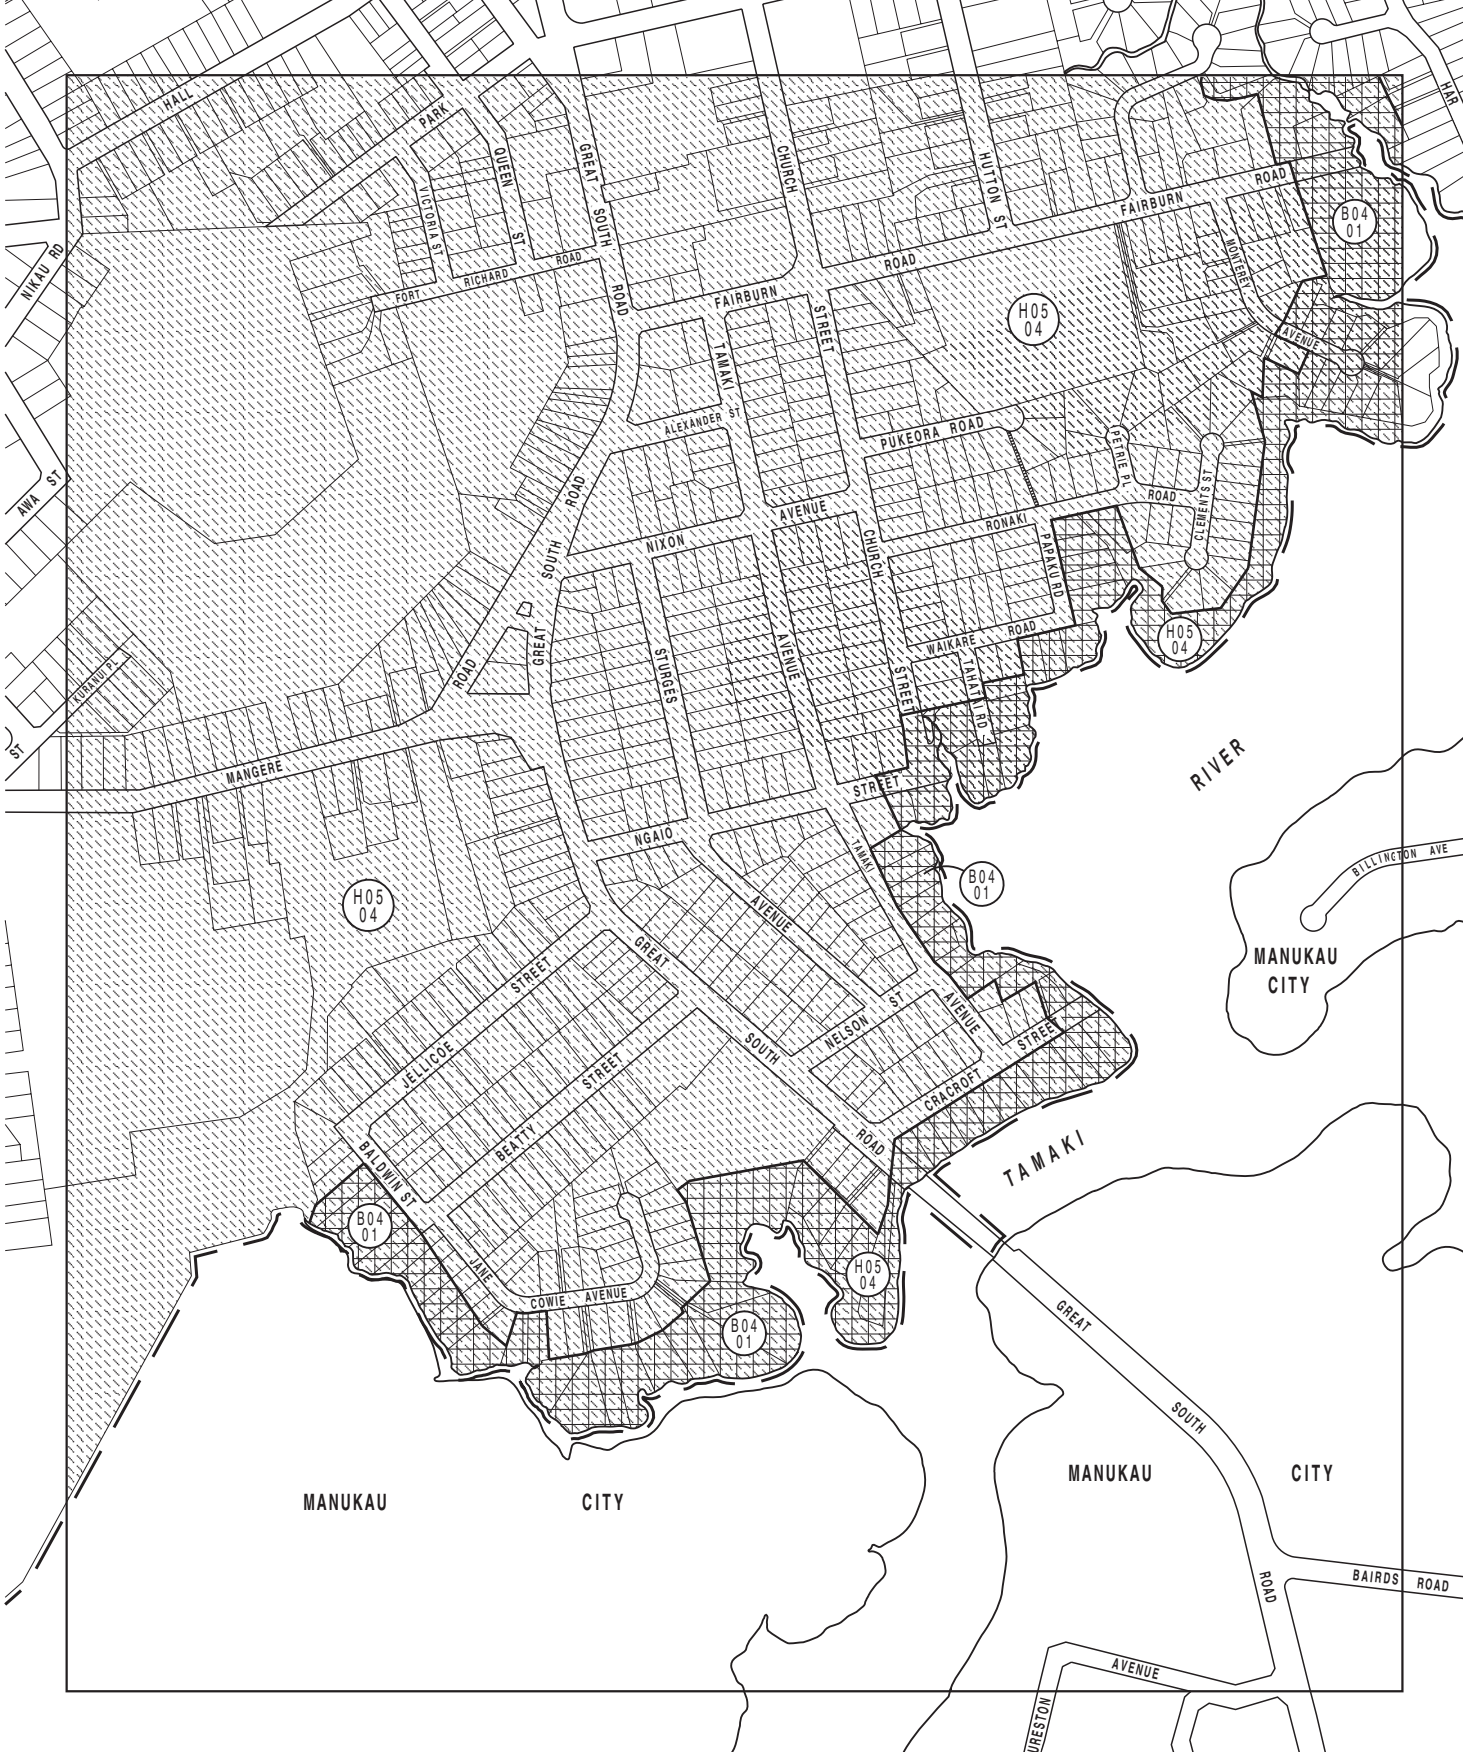 HALL
PARK
HAR
QUEEN
ST
VICTORIA ST
GREAT
SOUTH
ROAD
CHURCH
STREET
HUTTON
ST
FAIRBURN
ROAD
B04
01
NIKAU RD
FORT
RICHARD
ROAD
FAIRBURN
ROAD
H05
04
MONTEREY
AVENUE
TAMAKI
AVENUE
ALEXANDER ST
PUKEORA ROAD
PETRIE PL
AWA ST
ROAD
SOUTH
GREAT
NIXON
AVENUE
CHURCH
STREET
RONAKI
ROAD
CLEMENTS ST
PAPAKU RD
H05
04
WAIKARE
ROAD
KURANUI PL
ST
ROAD
STURGES
AVENUE
RIVER
MANGERE
STREET
NGAIO
TAMAKI
BILLINGTON AVE
B04
01
H05
04
AVENUE
GREAT
MANUKAU
CITY
STREET
JELLICOE
NELSON
ST
AVENUE
SOUTH
STREET
CRACROFT
STREET
BEATTY
ROAD
TAMAKI
BALDWIN ST
B04
01
JANE
COWIE
AVENUE
H05
04
B04
01
GREAT
SOUTH
ROAD
MANUKAU
CITY
MANUKAU
CITY
BAIRDS
ROAD
AVENUE
URESTON